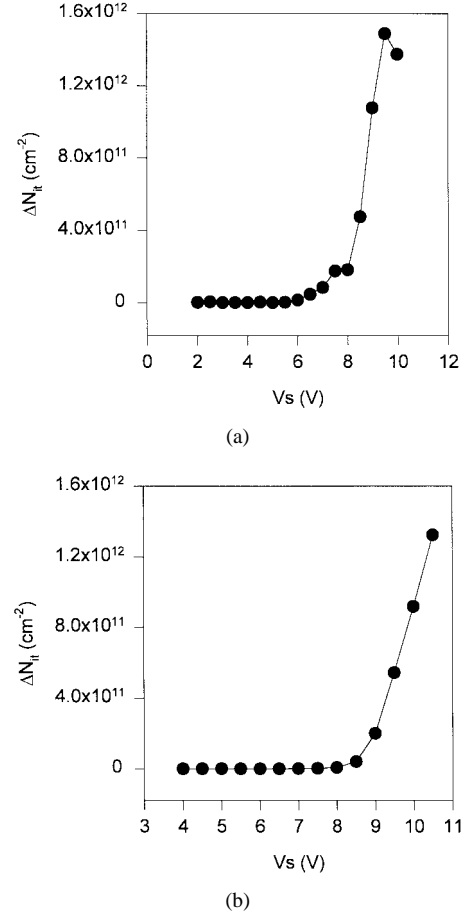 1.6x10¹²
1.2x10¹²
8.0x10¹¹
4.0x10¹¹
0
ΔNᵢₜ (cm⁻²)
0 2 4 6 8 10 12
Vs (V)
(a)
1.6x10¹²
1.2x10¹²
8.0x10¹¹
4.0x10¹¹
0
ΔNᵢₜ (cm⁻²)
3 4 5 6 7 8 9 10 11
Vs (V)
(b)